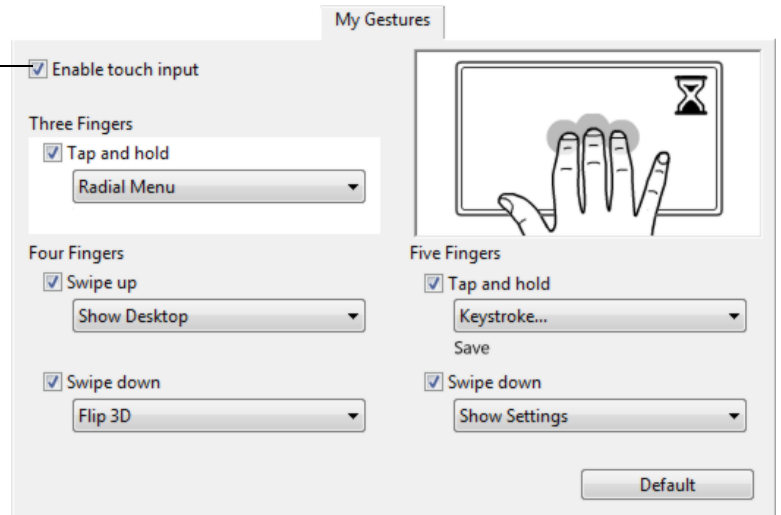 My Gestures
Enable touch input
Three Fingers
Tap and hold
Radial Menu
Four Fingers
Swipe up
Show Desktop
Swipe down
Flip 3D
Five Fingers
Tap and hold
Keystroke...
Save
Swipe down
Show Settings
Default